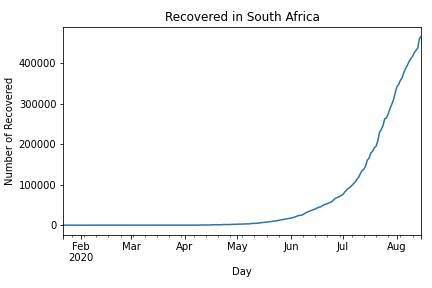 Recovered in South Africa
Number of Recovered
400000
300000
200000
100000
0
Feb Mar Apr May Jun Jul Aug
2020
Day